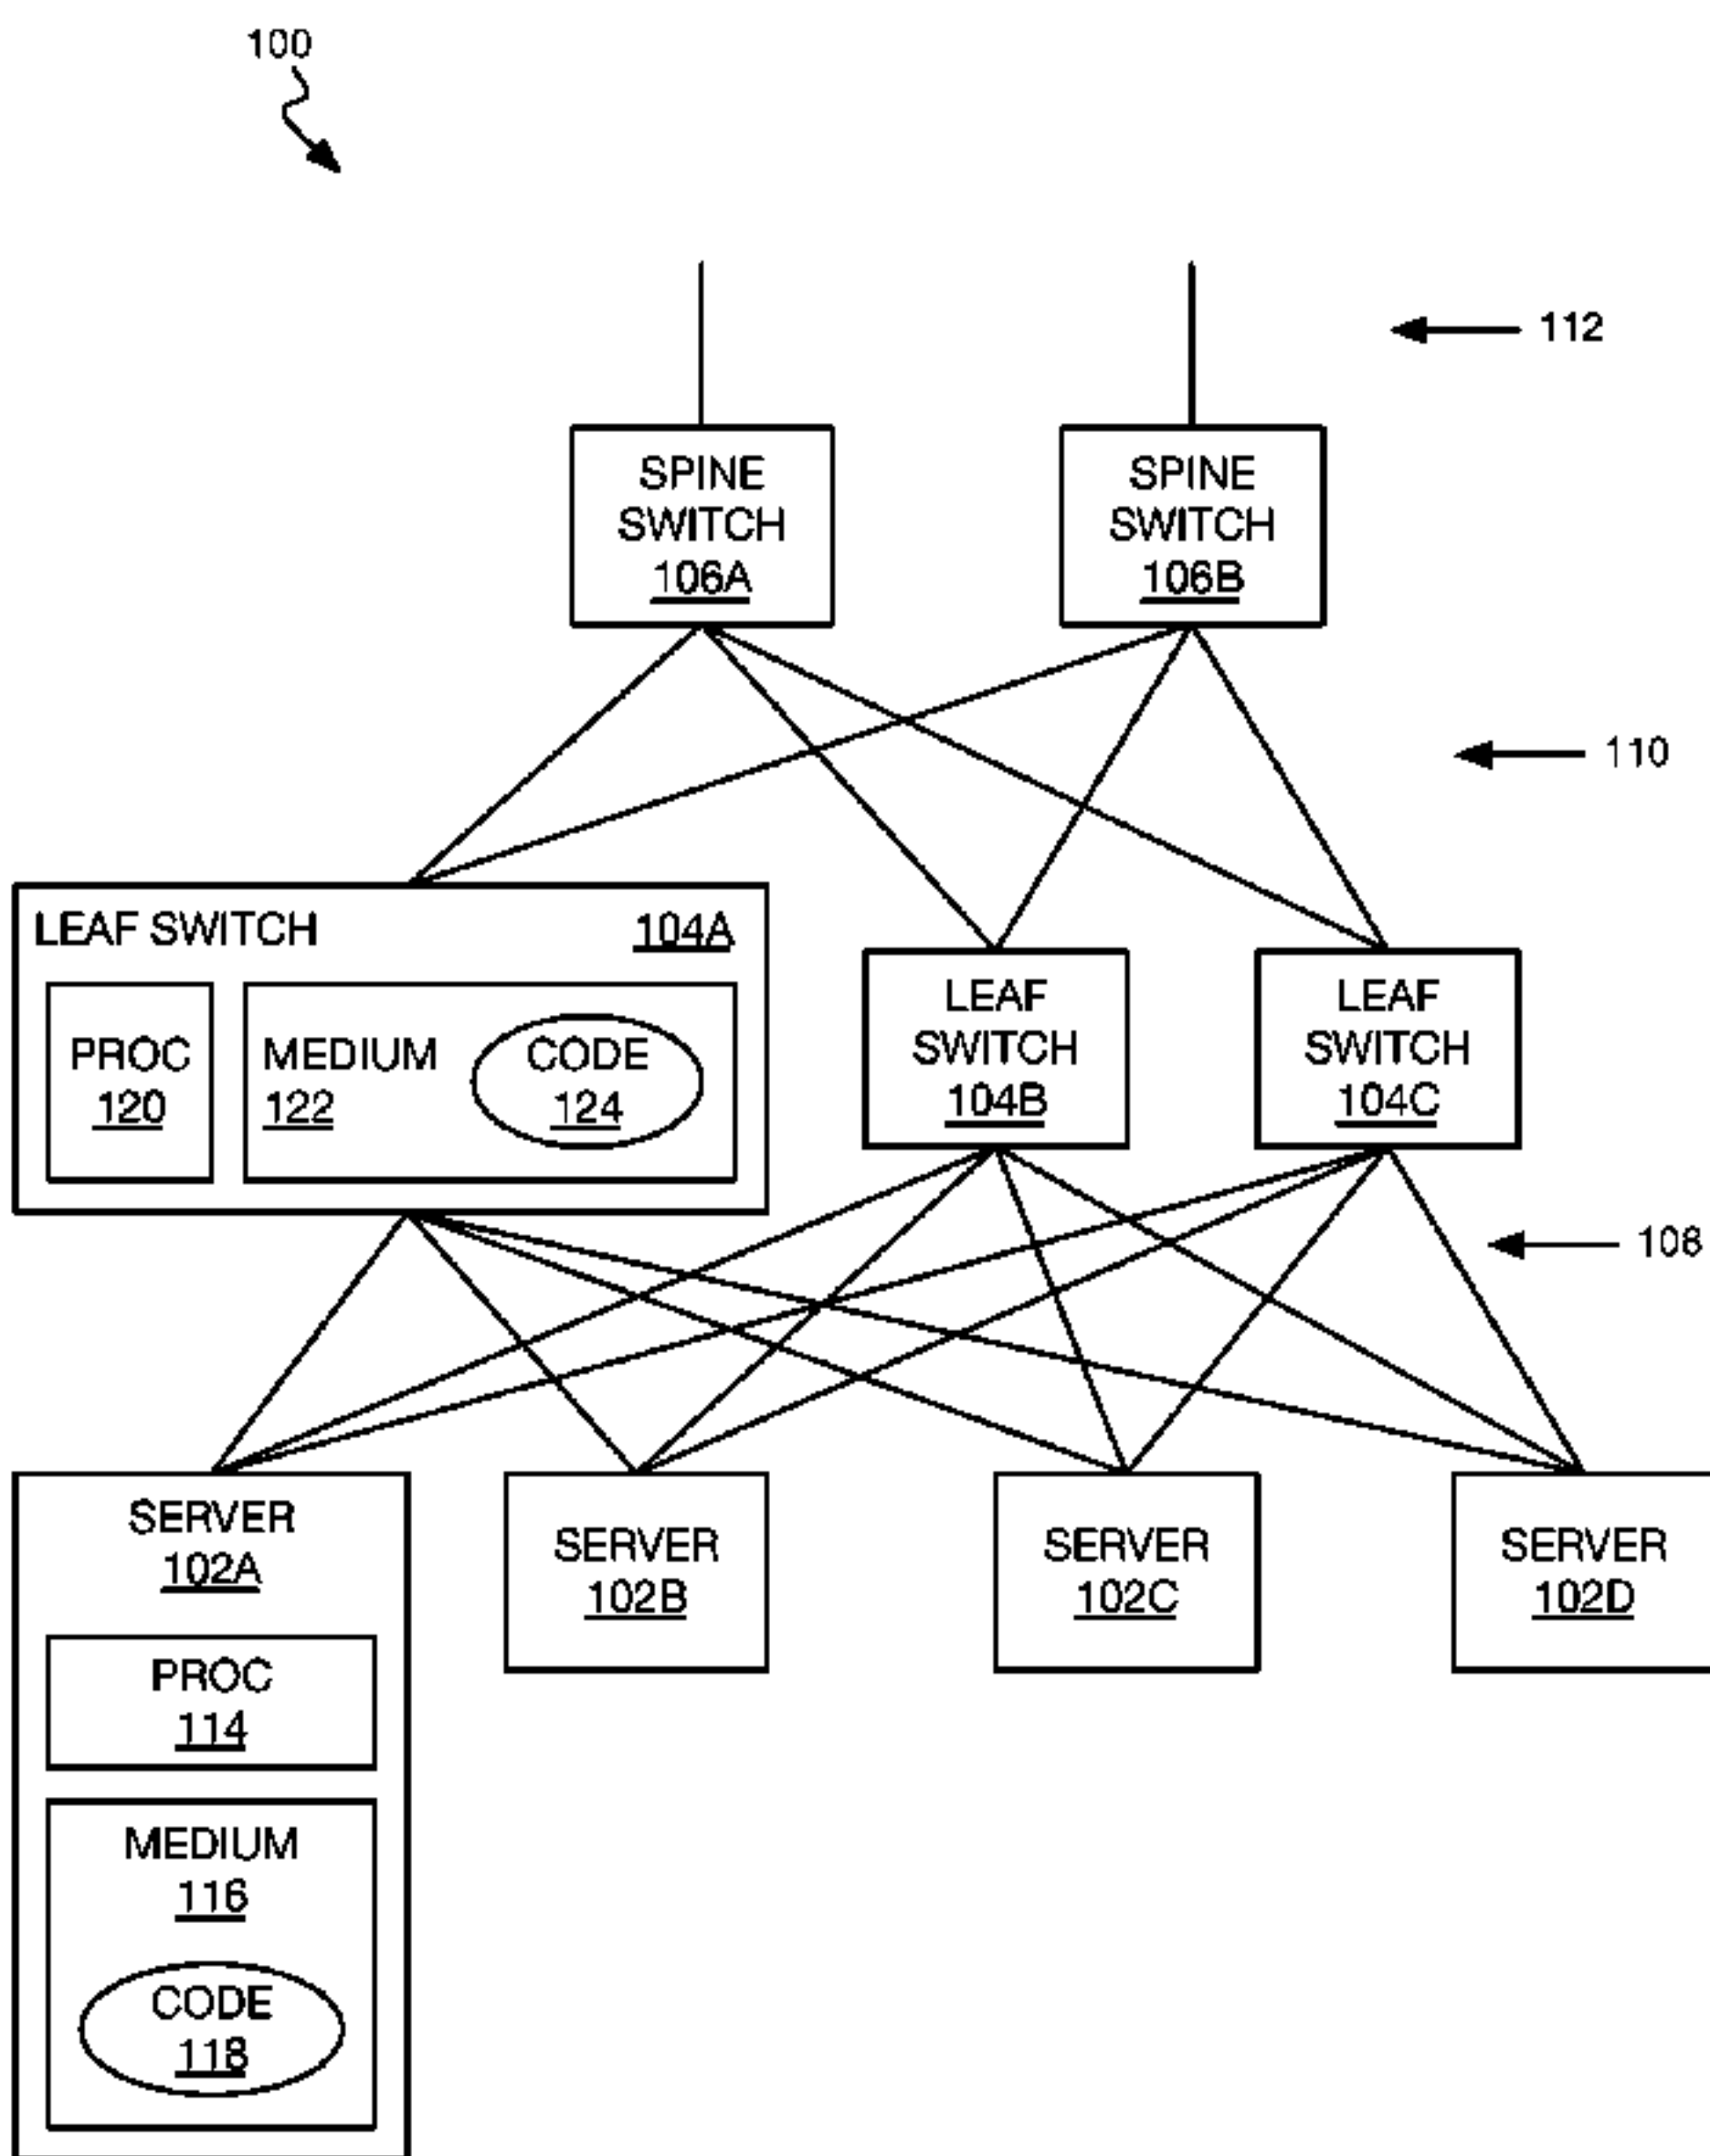 100
112
SPINE
SWITCH
106A
SPINE
SWITCH
106B
110
LEAF SWITCH
104A
PROC
120
MEDIUM
122
CODE
124
LEAF
SWITCH
104B
LEAF
SWITCH
104C
108
SERVER
102A
PROC
114
MEDIUM
116
CODE
118
SERVER
102B
SERVER
102C
SERVER
102D